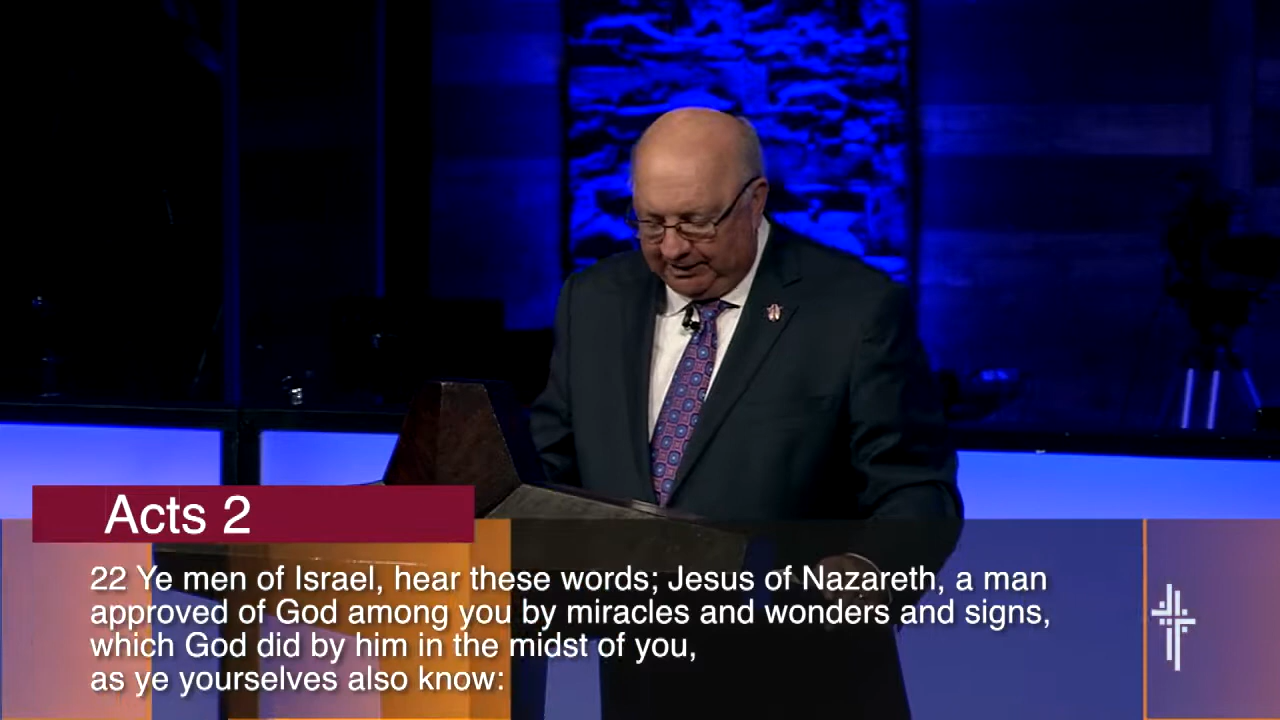 Acts 2
22 Ye men of Israel, hear these words; Jesus of Nazareth, a man
approved of God among you by miracles and wonders and signs,
which God did by him in the midst of you,
as ye yourselves also know: